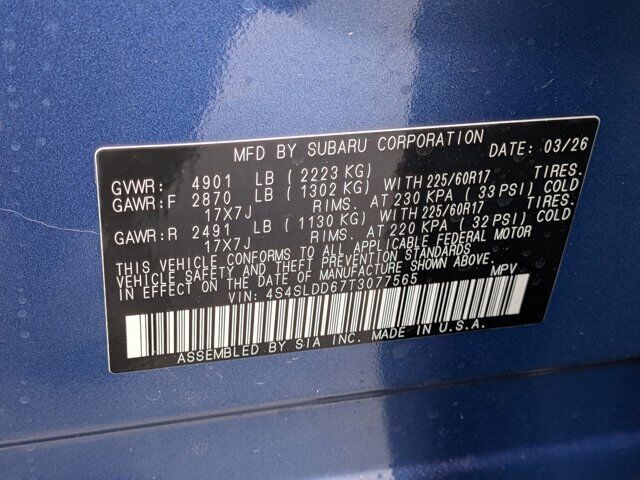 MFD BY SUBARU CORPORATION DATE: 03/26
GVWR: 4901 LB ( 2223 KG)
GAWR:F 2870 LB ( 1302 KG) WITH 225/60R17 TIRES.
17X7J RIMS. AT 230 KPA ( 33 PSI) COLD
GAWR:R 2491 LB ( 1130 KG) WITH 225/60R17 TIRES.
17X7J RIMS. AT 220 KPA ( 32 PSI) COLD
THIS VEHICLE CONFORMS TO ALL APPLICABLE FEDERAL MOTOR
VEHICLE SAFETY AND THEFT PREVENTION STANDARDS IN
EFFECT ON THE DATE OF MANUFACTURE SHOWN ABOVE.
VIN: 4S4SLDD67T3077565 MPV
ASSEMBLED BY SIA INC. MADE IN U.S.A.